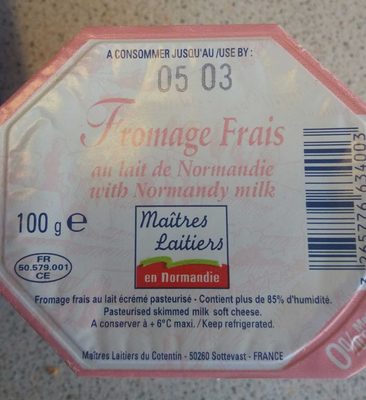 A CONSOMMER JUSQU'AU /USE BY :
05 03
Fromage Frais
au lait de Normandie
with Normandy milk
100 g e
Maîtres
Laitiers
en Normandie
FR
50.579.001
CE
3265776634003
Fromage frais au lait écrémé pasteurisé - Contient plus de 85% d'humidité.
Pasteurised skimmed milk soft cheese.
A conserver à + 6°C maxi. / Keep refrigerated.
Maîtres Laitiers du Cotentin - 50260 Sottevast - FRANCE
0%